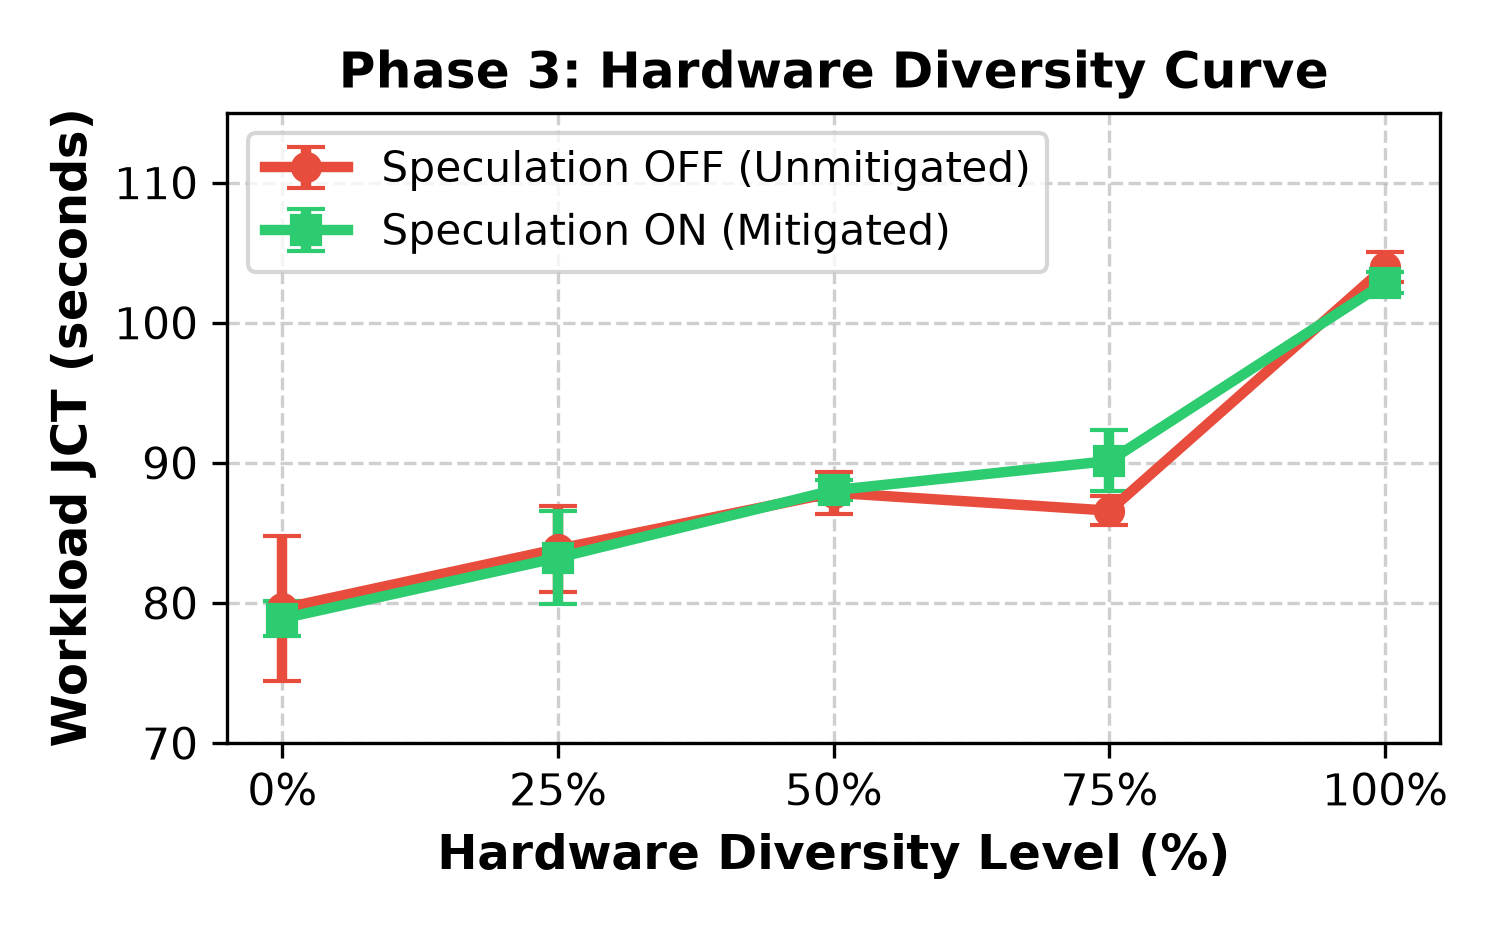 Phase 3: Hardware Diversity Curve
Speculation OFF (Unmitigated)
Speculation ON (Mitigated)
Workload JCT (seconds)
110
100
90
80
70
0% 25% 50% 75% 100%
Hardware Diversity Level (%)